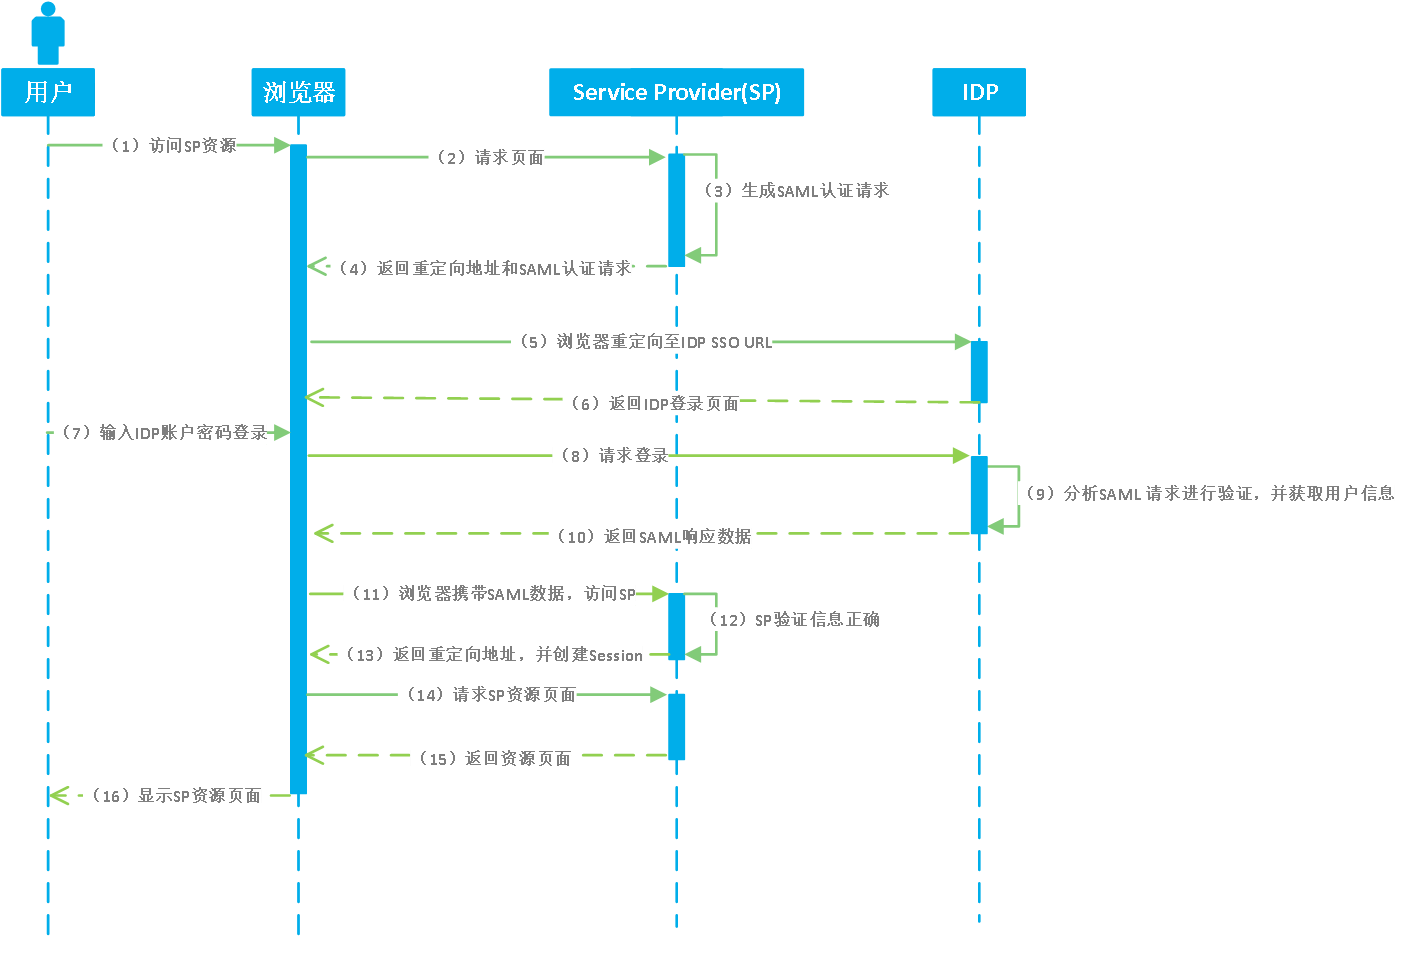 用户
浏览器
Service Provider(SP)
IDP
（1）访问SP资源
（2）请求页面
（3）生成SAML认证请求
（4）返回重定向地址和SAML认证请求
（5）浏览器重定向至IDP SSO URL
（6）返回IDP登录页面
（7）输入IDP账户密码登录
（8）请求登录
（9）分析SAML 请求进行验证，并获取用户信息
（10）返回SAML响应数据
（11）浏览器携带SAML数据，访问SP
（12）SP验证信息正确
（13）返回重定向地址，并创建Session
（14）请求SP资源页面
（15）返回资源页面
（16）显示SP资源页面